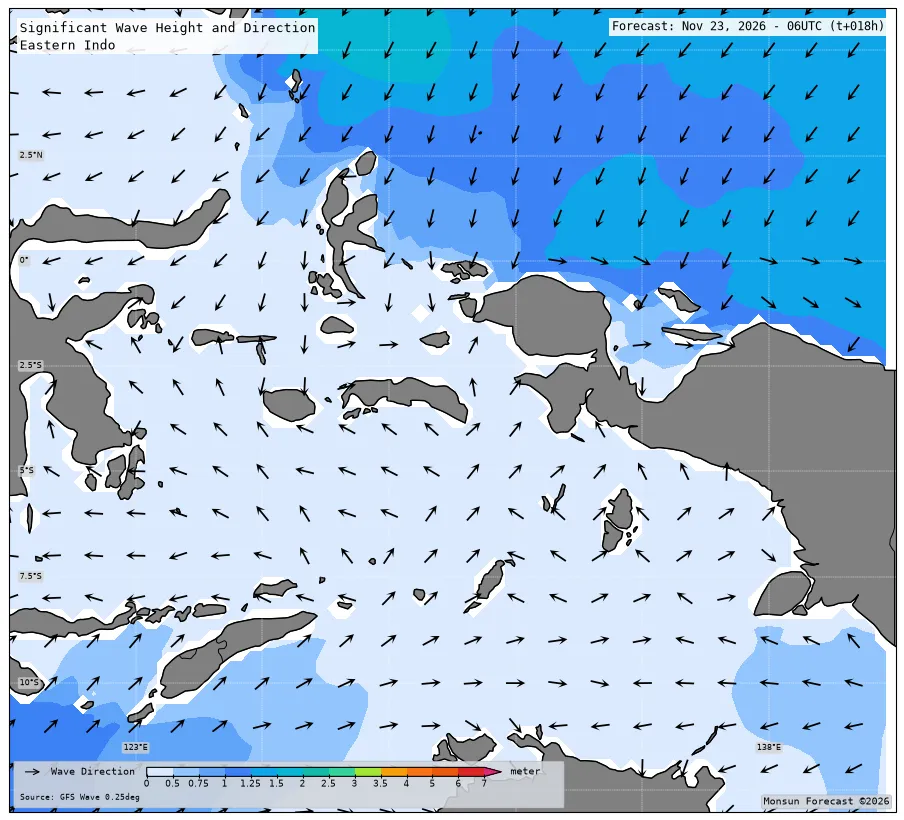 Significant Wave Height and Direction
Eastern Indo
Forecast: Nov 23, 2026 - 06UTC (t+018h)
2.5°N
0°
2.5°S
5°S
7.5°S
10°S
123°E
138°E
Wave Direction
0 0.5 0.75 1 1.25 1.5 2 2.5 3 3.5 4 5 6 7
meter
Source: GFS Wave 0.25deg
Monsun Forecast ©2026